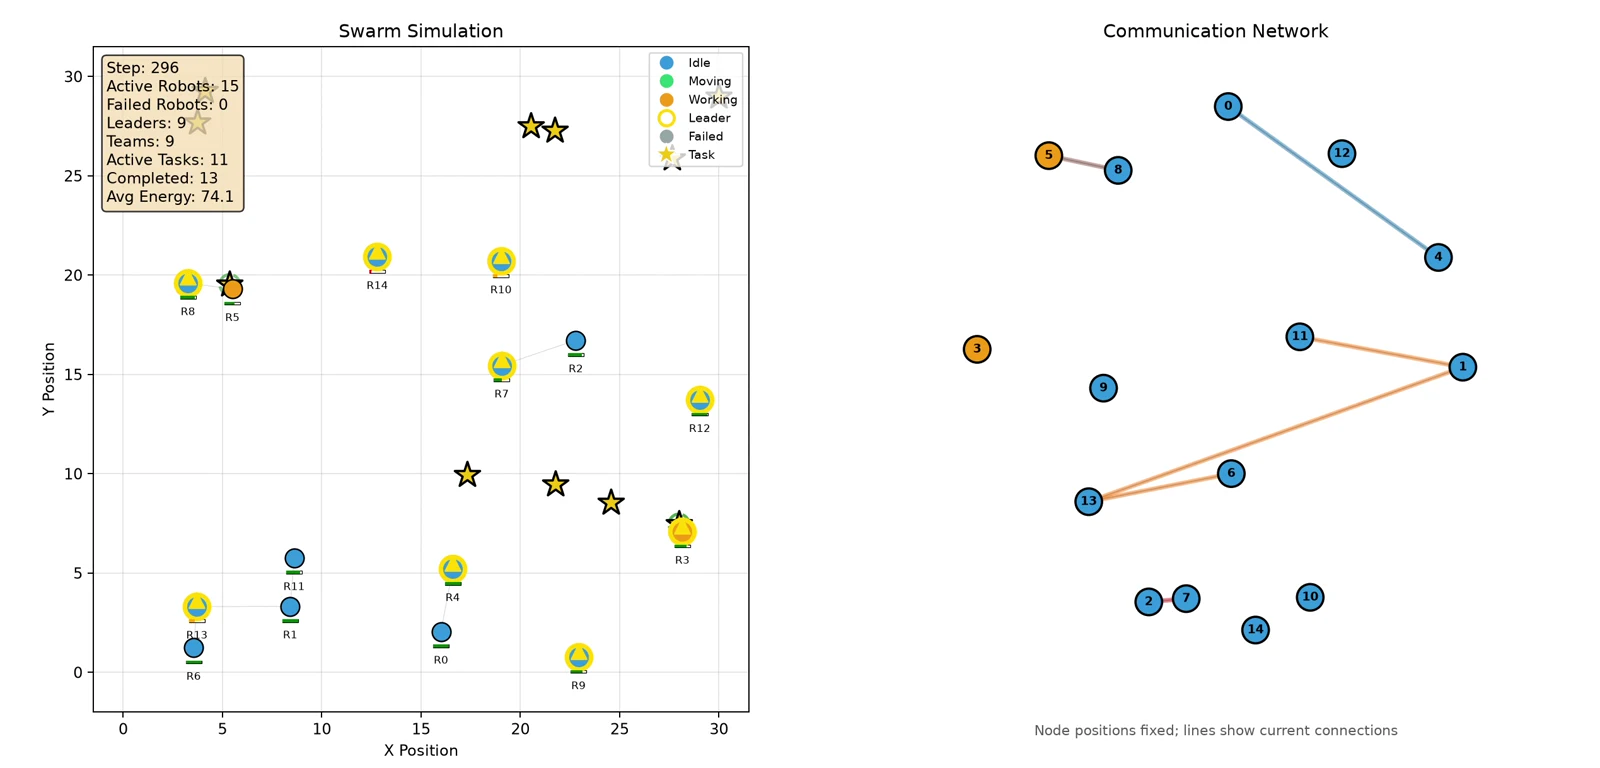 Swarm Simulation
Step: 296
Active Robots: 15
Failed Robots: 0
Leaders: 9
Teams: 9
Active Tasks: 11
Completed: 13
Avg Energy: 74.1
Idle
Moving
Working
Leader
Failed
Task
Y Position
30
25
20
15
10
5
0
R14
R10
R8
R5
R2
R7
R12
R3
R11
R4
R13
R1
R0
R6
R9
0
5
10
15
20
25
30
X Position
Communication Network
0
12
5
8
4
11
3
1
9
6
13
10
7
2
14
Node positions fixed; lines show current connections